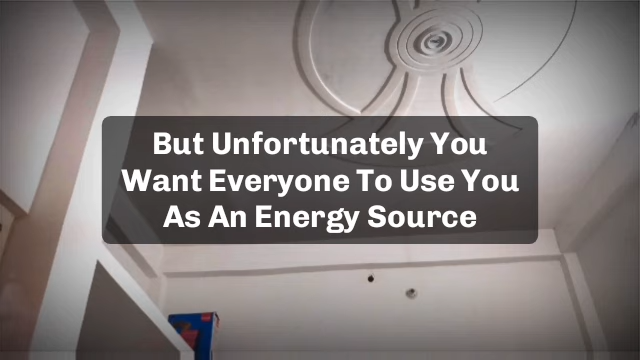 But Unfortunately You
Want Everyone To Use You
As An Energy Source